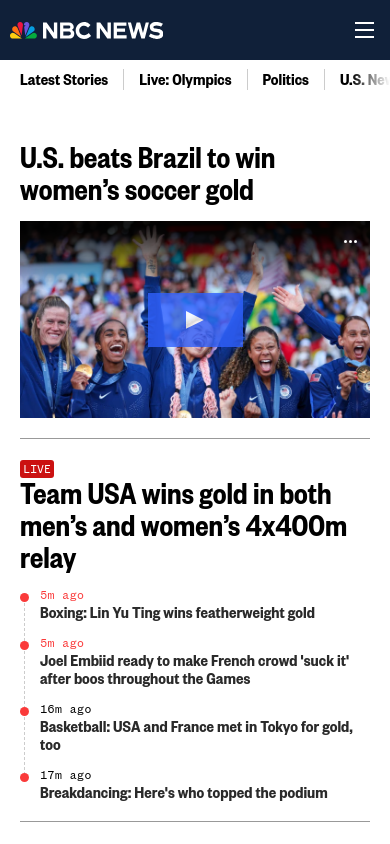 NBC NEWS
Latest Stories
Live: Olympics
Politics
U.S. New
U.S. beats Brazil to win
women’s soccer gold
LIVE
Team USA wins gold in both
men’s and women’s 4x400m
relay
5m ago
Boxing: Lin Yu Ting wins featherweight gold
5m ago
Joel Embiid ready to make French crowd 'suck it'
after boos throughout the Games
16m ago
Basketball: USA and France met in Tokyo for gold,
too
17m ago
Breakdancing: Here's who topped the podium